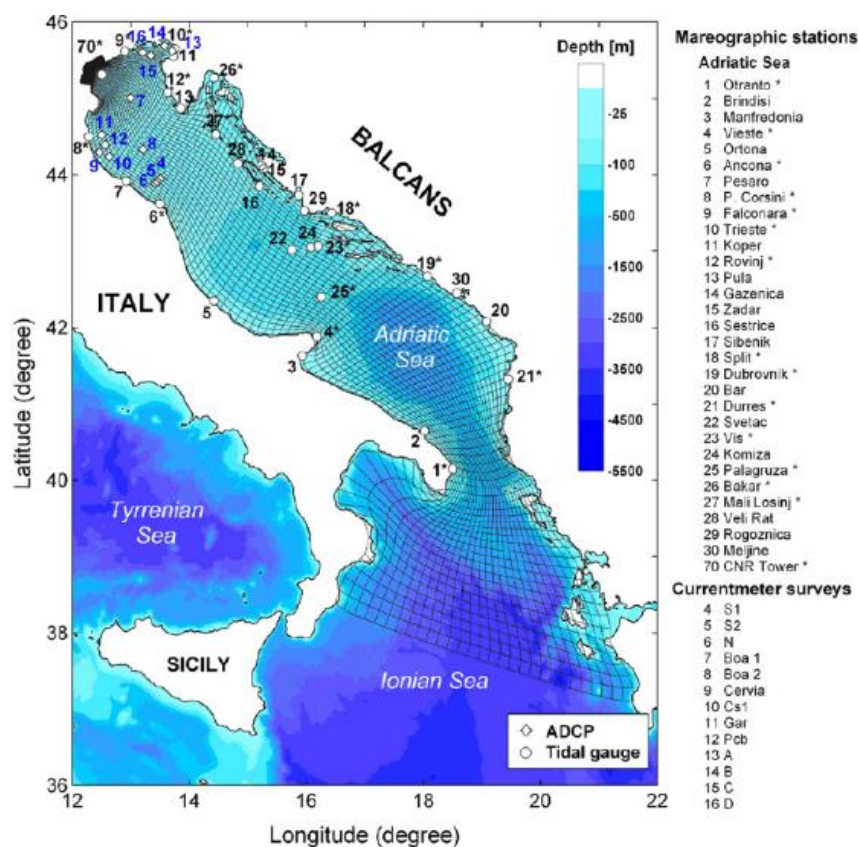 46
44
42
40
38
36
12
14
16
18
20
22
Latitude (degree)
Longitude (degree)
Depth [m]
-25
-100
-500
-1500
-2500
-3500
-4500
-5500
70*
9*
16
14
10*
13
11
15
12*
13
26*
7
11
12
8*
8
9
10
4
5
6
7
6*
27*
28
14
15
16
17
29
18*
24
22
23*
19*
30
25*
20
5
4*
3
21*
2
1*
BALCANS
ITALY
Adriatic
Sea
Tyrrenian
Sea
SICILY
Ionian Sea
ADCP
Tidal gauge
Mareographic stations
Adriatic Sea
1 Otranto *
2 Brindisi
3 Manfredonia
4 Vieste *
5 Ortona
6 Ancona *
7 Pesaro
8 P. Corsini *
9 Falconara *
10 Trieste *
11 Koper
12 Rovinj *
13 Pula
14 Gazenica
15 Zadar
16 Sestrice
17 Sibenik
18 Split *
19 Dubrovnik *
20 Bar
21 Durres *
22 Svetac
23 Vis *
24 Komiza
25 Palagruza *
26 Bakar *
27 Mali Losinj *
28 Veli Rat
29 Rogoznica
30 Meljine
70 CNR Tower *
Currentmeter surveys
4 S1
5 S2
6 N
7 Boa 1
8 Boa 2
9 Cervia
10 Cs1
11 Gar
12 Pcb
13 A
14 B
15 C
16 D